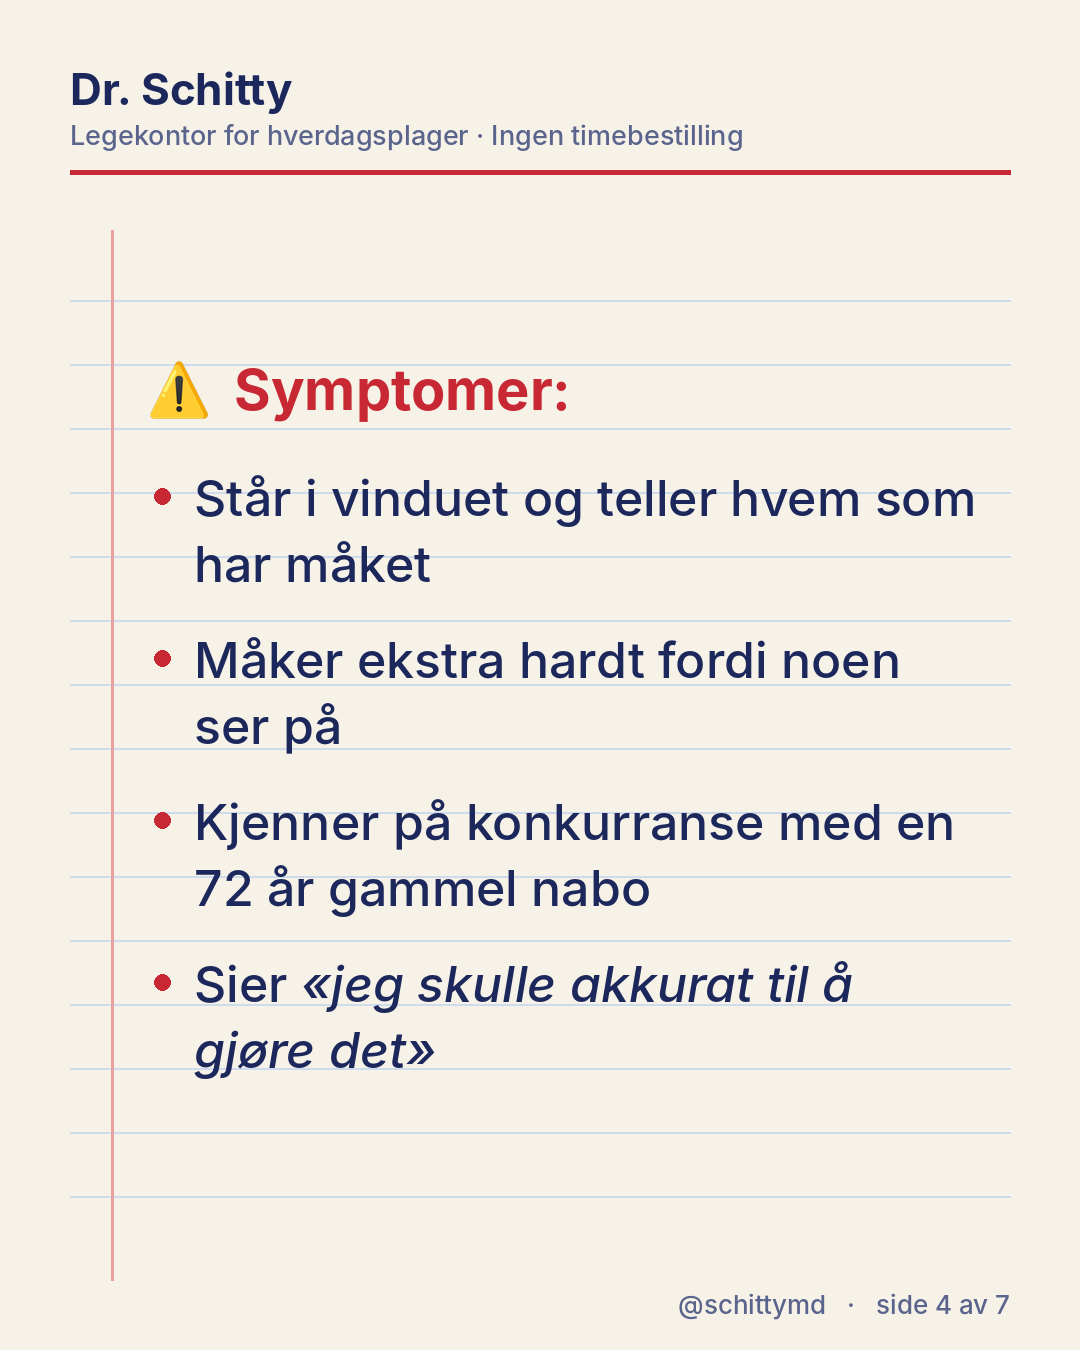 Dr. Schitty
Legekontor for hverdagsplager · Ingen timebestilling
⚠️ Symptomer:
• Står i vinduet og teller hvem som
har måket
• Måker ekstra hardt fordi noen
ser på
• Kjenner på konkurranse med en
72 år gammel nabo
• Sier «jeg skulle akkurat til å
gjøre det»
@schittymd · side 4 av 7